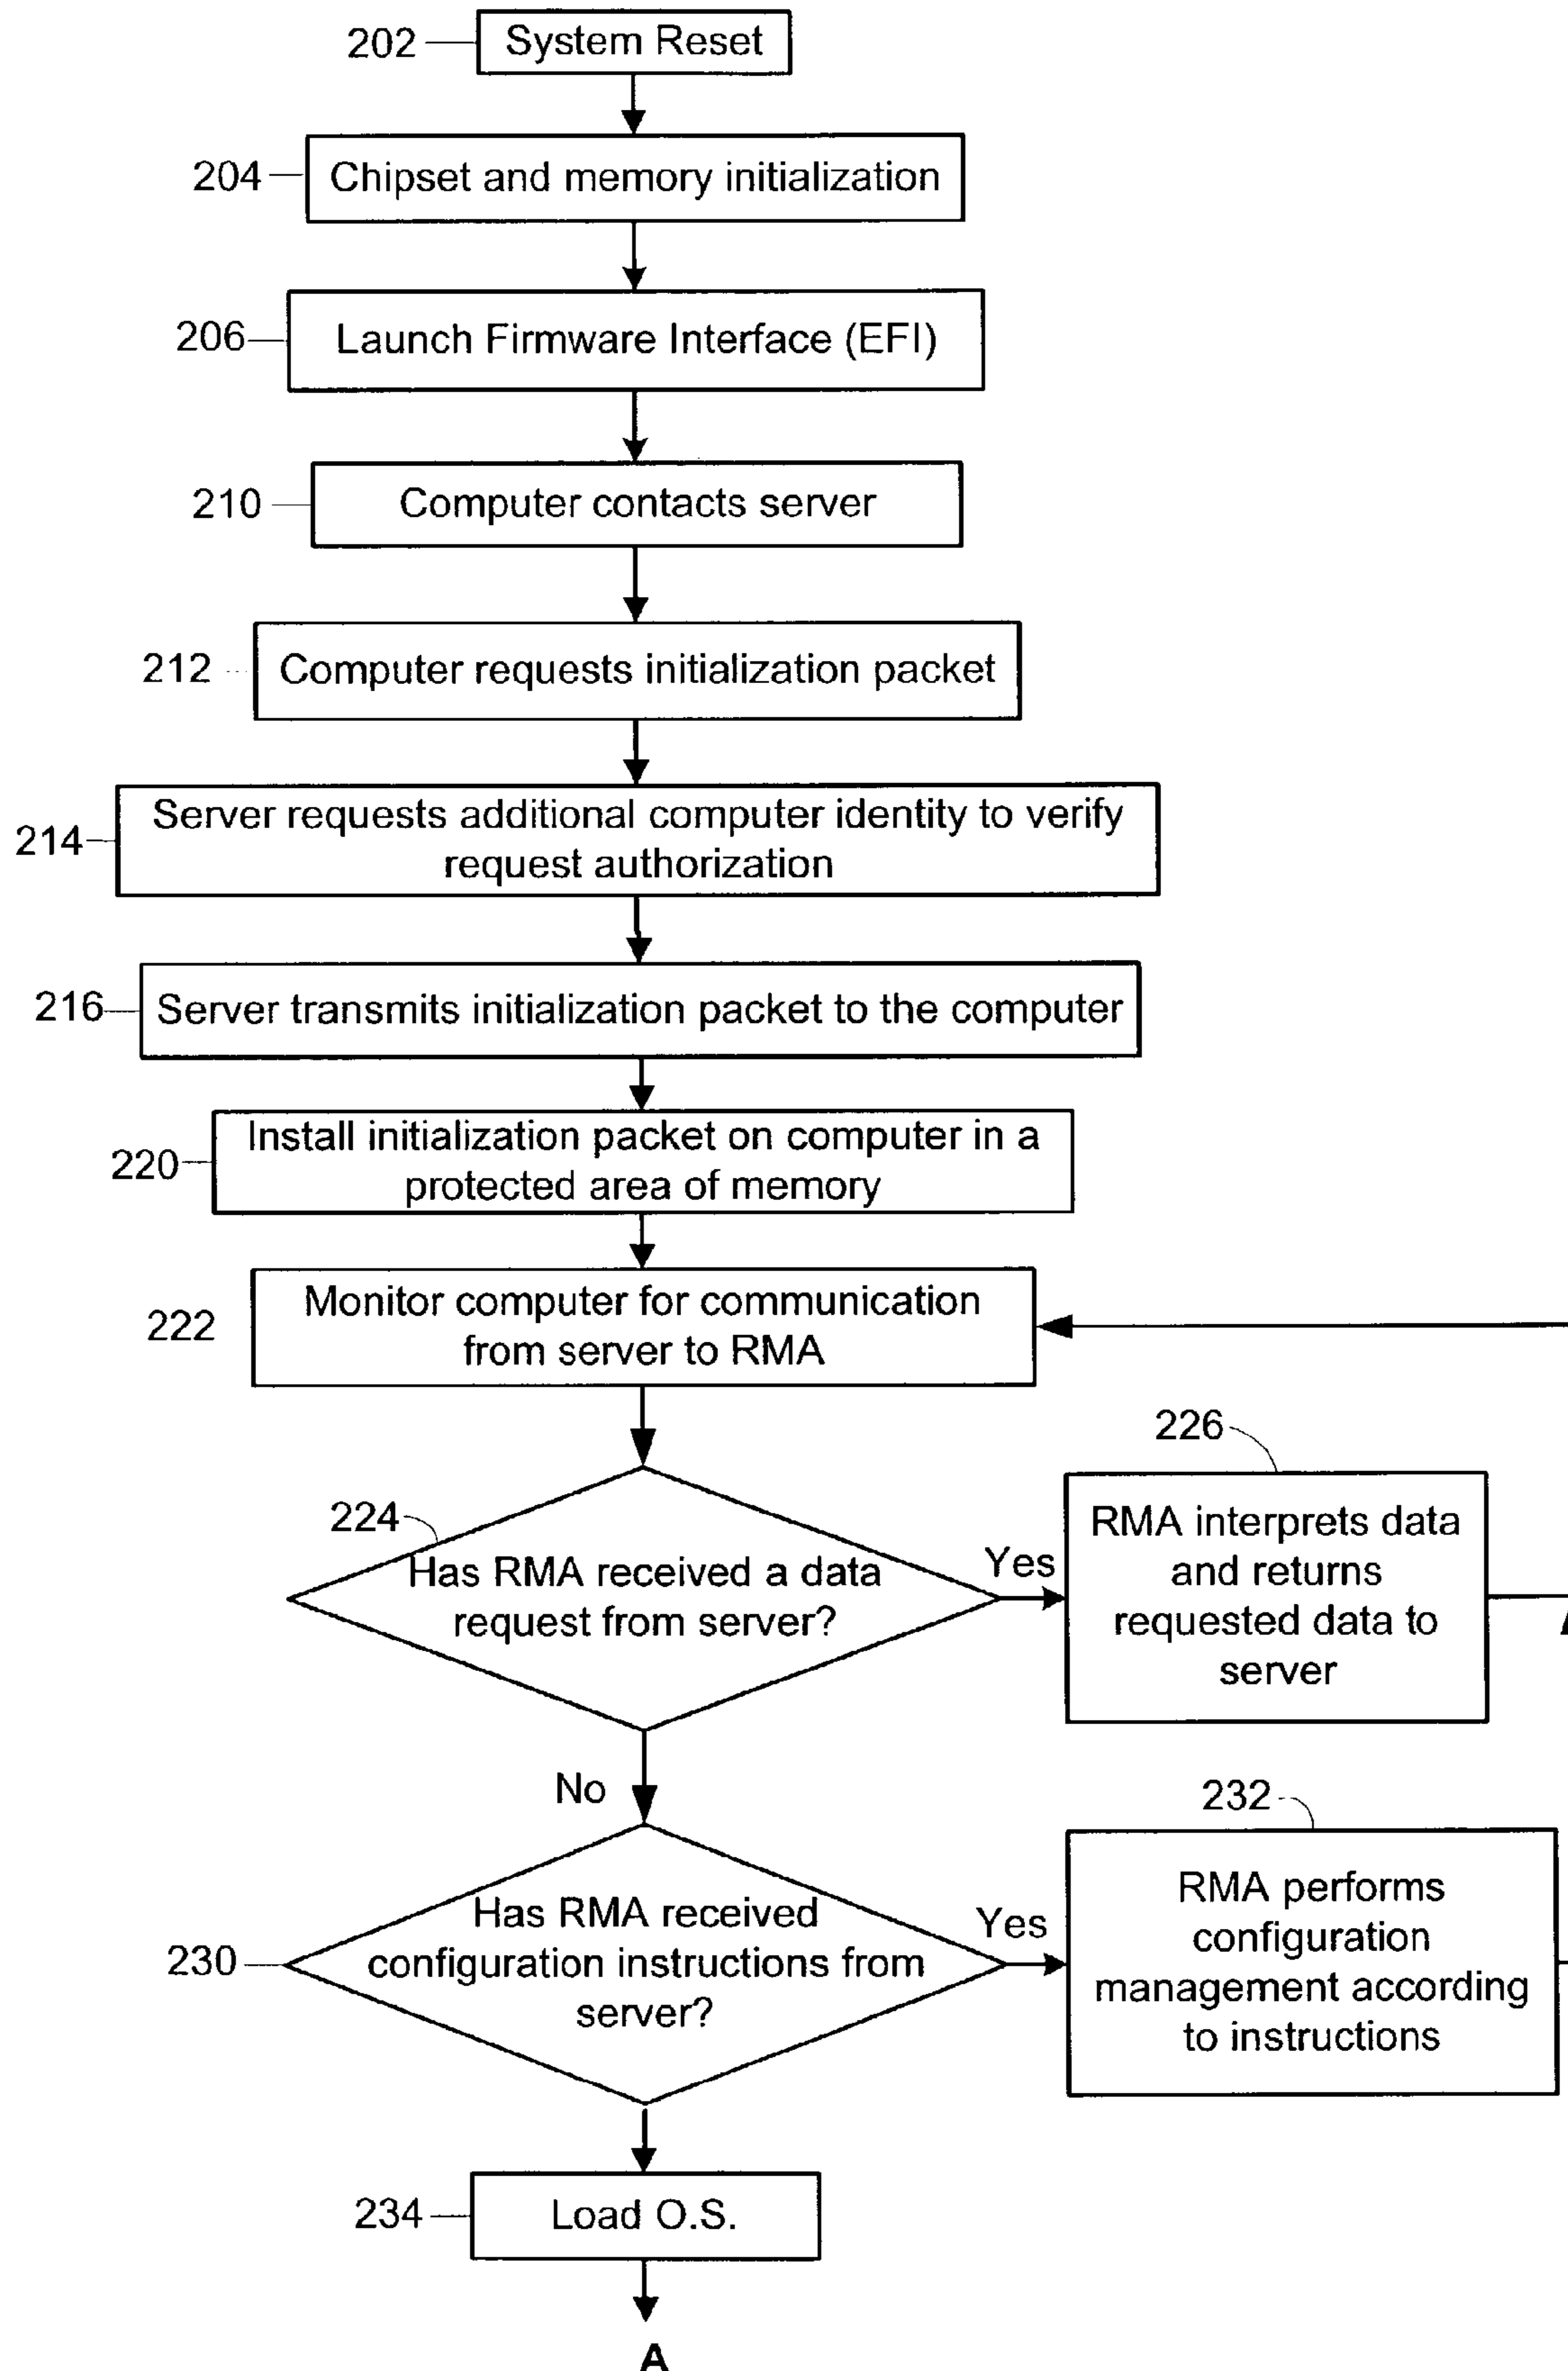 202
System Reset
204
Chipset and memory initialization
206
Launch Firmware Interface (EFI)
210
Computer contacts server
212
Computer requests initialization packet
214
Server requests additional computer identity to verify
request authorization
216
Server transmits initialization packet to the computer
220
Install initialization packet on computer in a
protected area of memory
222
Monitor computer for communication
from server to RMA
224
Has RMA received a data
request from server?
Yes
226
RMA interprets data
and returns
requested data to
server
No
230
Has RMA received
configuration instructions from
server?
Yes
232
RMA performs
configuration
management according
to instructions
234
Load O.S.
A